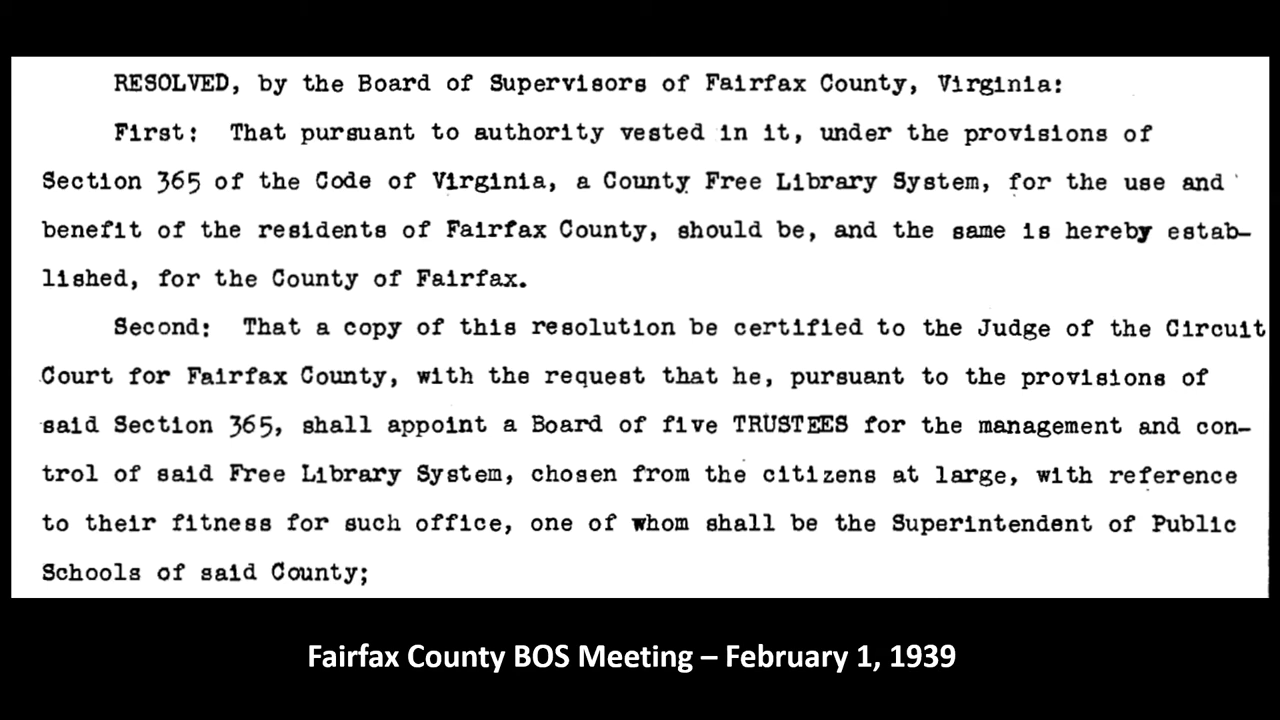 RESOLVED, by the Board of Supervisors of Fairfax County, Virginia:
First: That pursuant to authority vested in it, under the provisions of
Section 365 of the Code of Virginia, a County Free Library System, for the use and
benefit of the residents of Fairfax County, should be, and the same is hereby estab-
lished, for the County of Fairfax.
Second: That a copy of this resolution be certified to the Judge of the Circuit
Court for Fairfax County, with the request that he, pursuant to the provisions of
said Section 365, shall appoint a Board of five TRUSTEES for the management and con-
trol of said Free Library System, chosen from the citizens at large, with reference
to their fitness for such office, one of whom shall be the Superintendent of Public
Schools of said County;
Fairfax County BOS Meeting – February 1, 1939